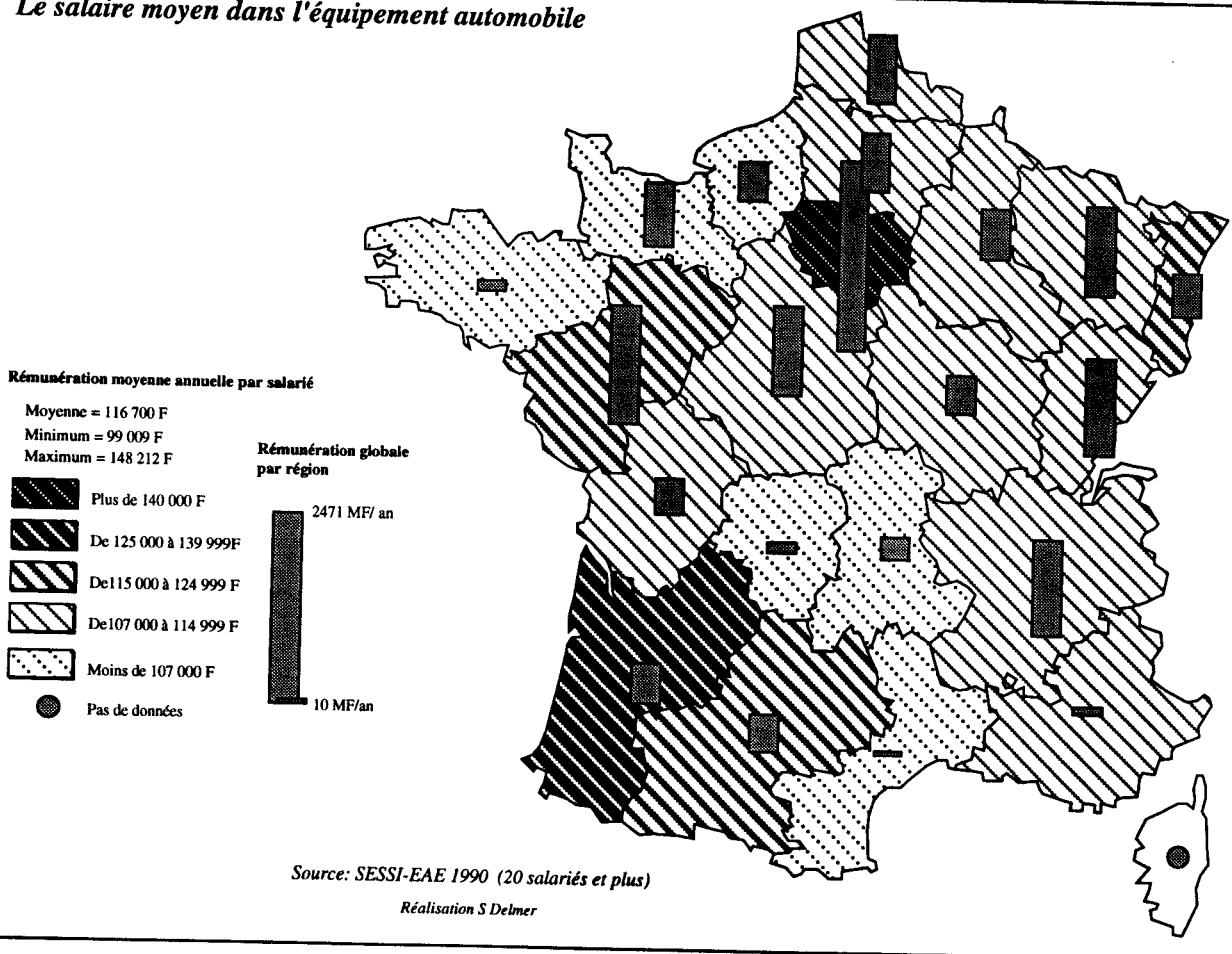 Le salaire moyen dans l'équipement automobile
Rémunération moyenne annuelle par salarié
Moyenne = 116 700 F
Minimum = 99 009 F
Maximum = 148 212 F
Plus de 140 000 F
De 125 000 à 139 999F
De115 000 à 124 999 F
De107 000 à 114 999 F
Moins de 107 000 F
Pas de données
Rémunération globale
par région
2471 MF/ an
10 MF/an
Source: SESSI-EAE 1990 (20 salariés et plus)
Réalisation S Delmer